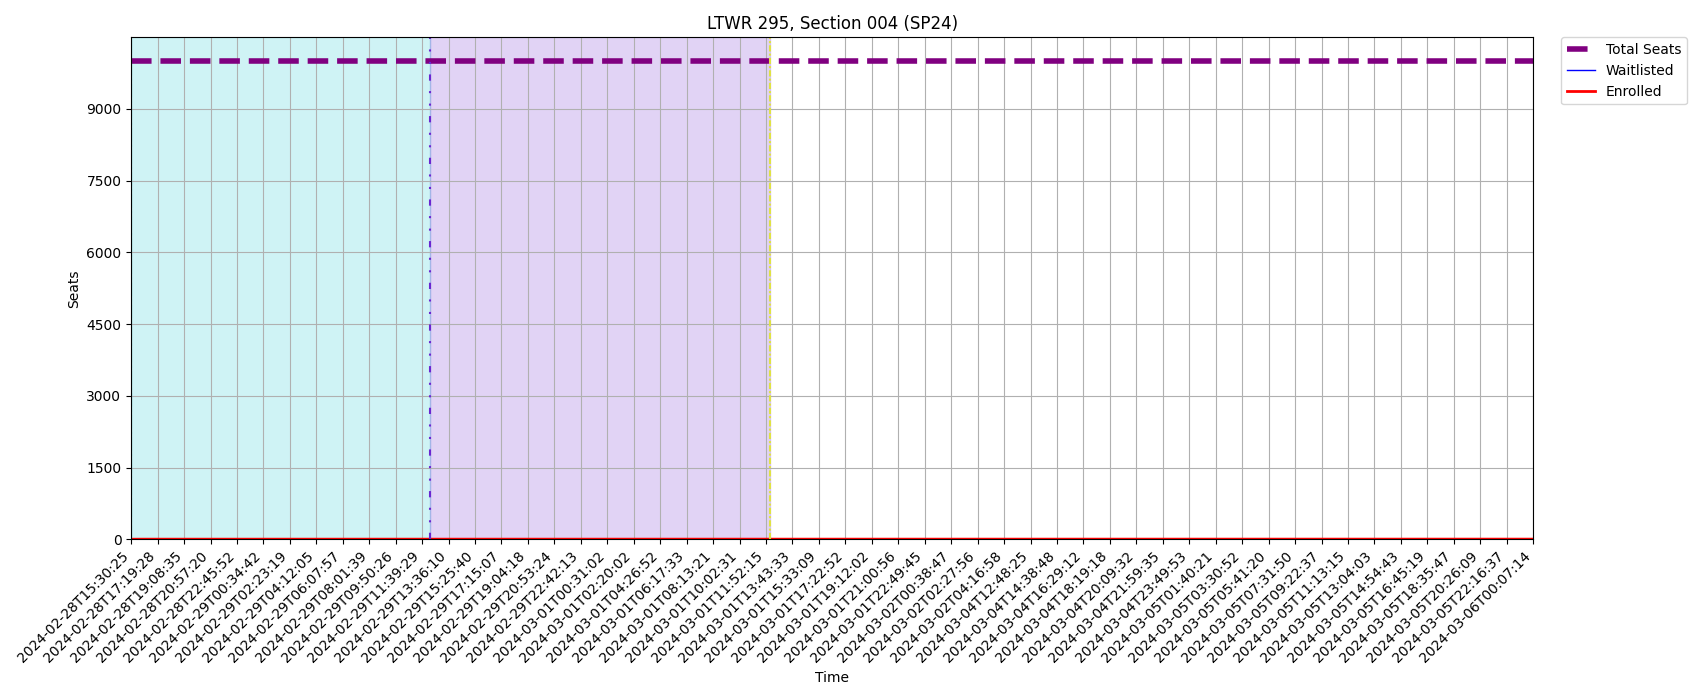 LTWR 295, Section 004 (SP24)
Total Seats
Waitlisted
Enrolled
9000
7500
6000
4500
3000
1500
0
Seats
2024-02-28T15:30:25
2024-02-28T17:19:28
2024-02-28T19:08:35
2024-02-28T20:57:20
2024-02-28T22:45:52
2024-02-29T00:34:42
2024-02-29T02:23:19
2024-02-29T04:12:05
2024-02-29T06:07:57
2024-02-29T08:01:39
2024-02-29T09:50:26
2024-02-29T11:39:29
2024-02-29T13:36:10
2024-02-29T15:25:40
2024-02-29T17:15:07
2024-02-29T19:04:18
2024-02-29T20:53:24
2024-02-29T22:42:13
2024-03-01T00:31:02
2024-03-01T02:20:02
2024-03-01T04:26:52
2024-03-01T06:17:33
2024-03-01T08:13:21
2024-03-01T10:02:31
2024-03-01T11:52:15
2024-03-01T13:43:33
2024-03-01T15:33:09
2024-03-01T17:22:52
2024-03-01T19:12:02
2024-03-01T21:00:56
2024-03-01T22:49:45
2024-03-02T00:38:47
2024-03-02T02:27:56
2024-03-02T04:16:58
2024-03-04T12:48:25
2024-03-04T14:38:48
2024-03-04T16:29:12
2024-03-04T18:19:18
2024-03-04T20:09:32
2024-03-04T21:59:35
2024-03-04T23:49:53
2024-03-05T01:40:21
2024-03-05T03:30:52
2024-03-05T05:41:20
2024-03-05T07:31:50
2024-03-05T09:22:37
2024-03-05T11:13:15
2024-03-05T13:04:03
2024-03-05T14:54:43
2024-03-05T16:45:19
2024-03-05T18:35:47
2024-03-05T20:26:09
2024-03-05T22:16:37
2024-03-06T00:07:14
Time